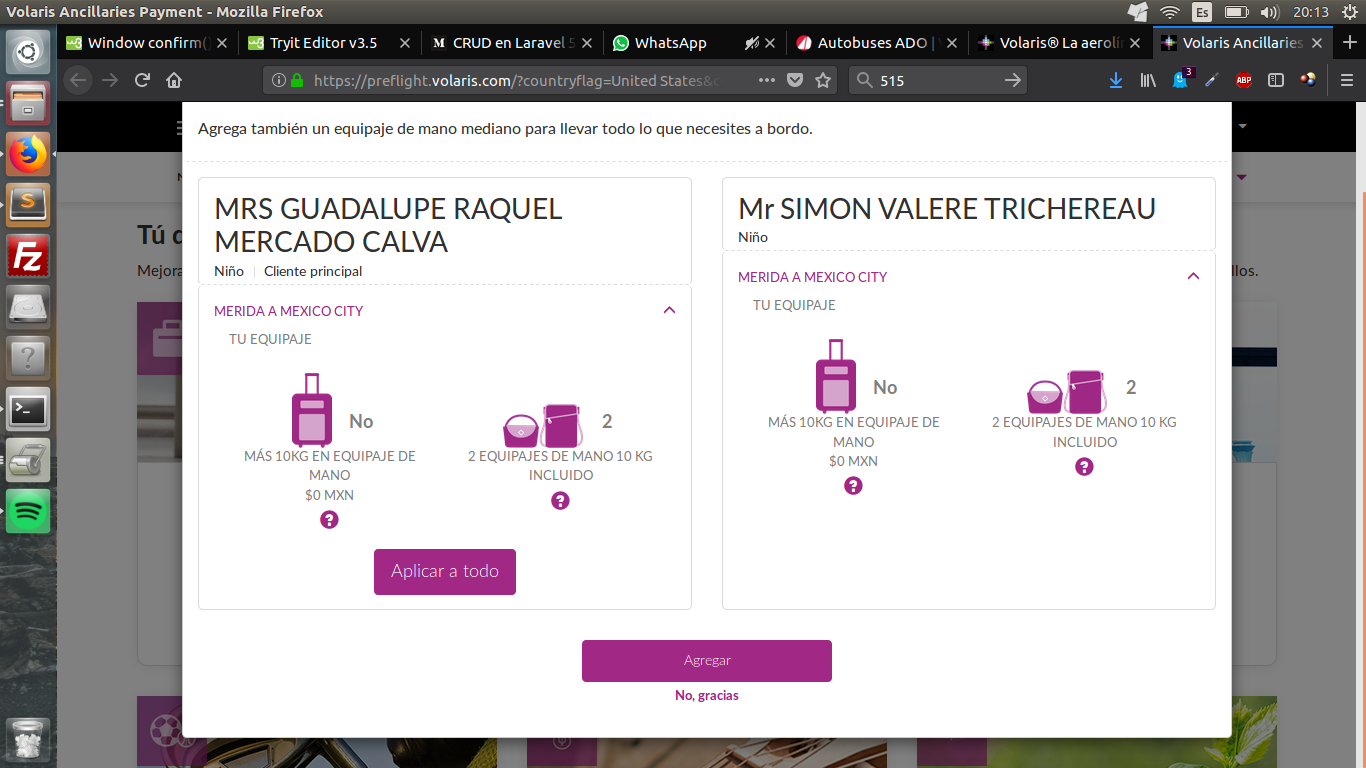 Volaris Ancillaries Payment - Mozilla Firefox
Es
20:13
Window confirm()
Tryit Editor v3.5
CRUD en Laravel 5
WhatsApp
Autobuses ADO |
Volaris® La aerolí
Volaris Ancillaries
https://preflight.volaris.com/?countryflag=United States&
515
3
ABP
Agrega también un equipaje de mano mediano para llevar todo lo que necesites a bordo.
Tú
Mejora
llos.
MRS GUADALUPE RAQUEL
MERCADO CALVA
Niño
Cliente principal
MERIDA A MEXICO CITY
TU EQUIPAJE
No
MÁS 10KG EN EQUIPAJE DE
MANO
$0 MXN
?
2
2 EQUIPAJES DE MANO 10 KG
INCLUIDO
?
Aplicar a todo
Mr SIMON VALERE TRICHEREAU
Niño
MERIDA A MEXICO CITY
TU EQUIPAJE
No
MÁS 10KG EN EQUIPAJE DE
MANO
$0 MXN
?
2
2 EQUIPAJES DE MANO 10 KG
INCLUIDO
?
Agregar
No, gracias